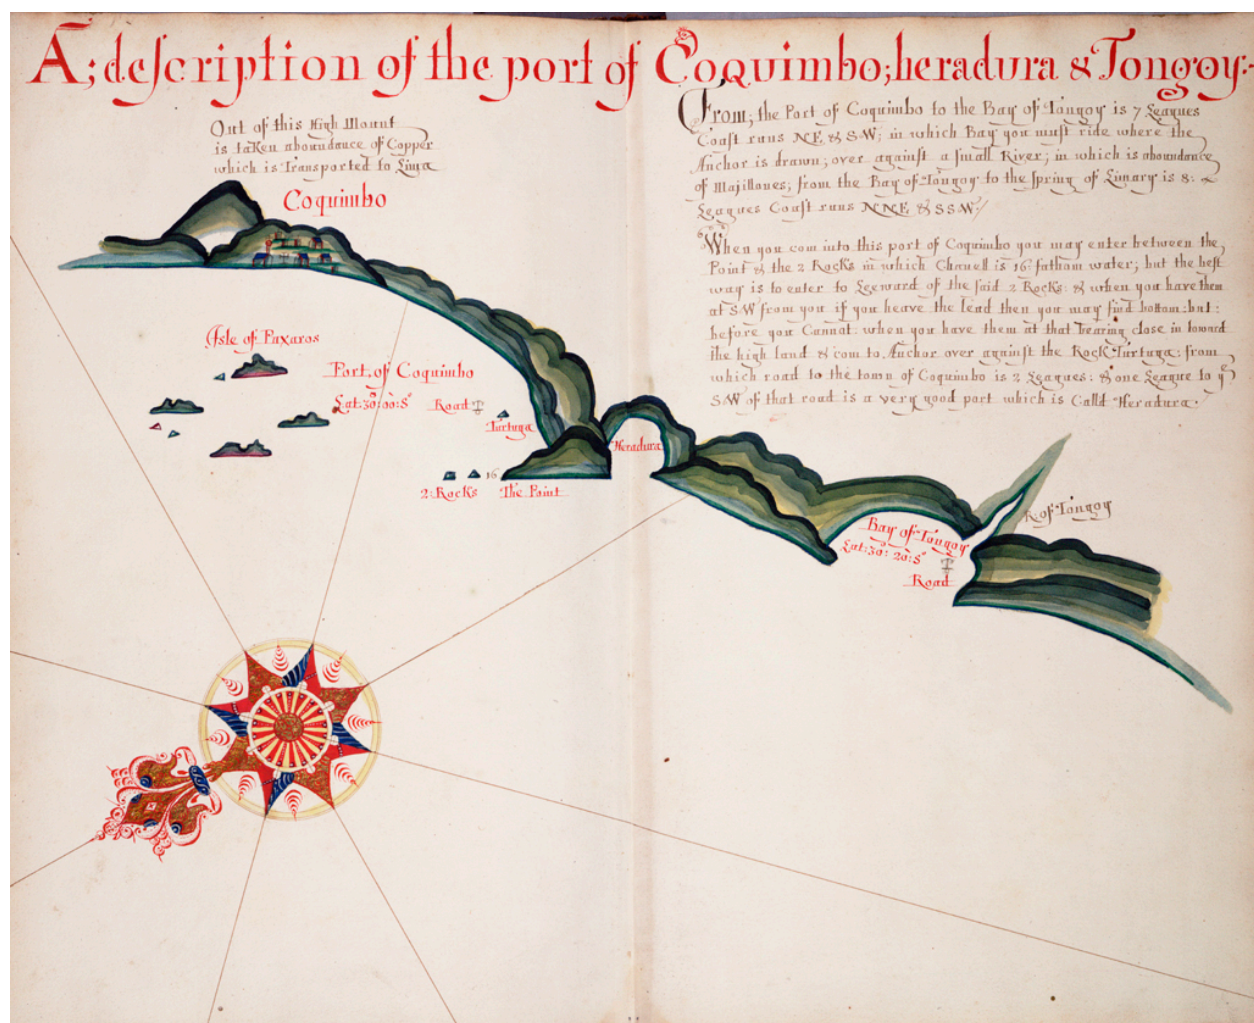 A; description of the port of Coquimbo; heradura & Tongoy:-
Out of this High Mount
is taken aboundance of Copper
which is Transported to Lima
Coquimbo
From; the Port of Coquimbo to the Bay of Tongoy is 7 Leagues
Coast runs NE & SW; in which Bay you must ride where the
Anchor is drawn; over against a small River; in which is aboundance
of Majillones; from the Bay of Tongoy to the spring of Limary is 8:
Leagues Coast runs NNE & SSW:/
When you com into this port of Coquimbo you may enter between the
Point & the 2 Rocks in which Chanell is 16: fathom water; but the best
way is to enter to Leeward of the said 2 Rocks: & when you have them
at SW from you if you heave the lead then you may find bottom: but:
before you Cannot: when you have them at that bearing close in toward
the high land & com to Anchor over against the Rock Turtuga: from
which road to the town of Coquimbo is 2 Leagues: & one League to ye
SW of that road is a very good port which is Calld Heradura:
Isle of Paxaros
Port of Coquimbo
Lat: 30°: 00: S°
Road
Turtuga
Heradura
16
2: Rocks
The Point
R: of Tongoy
Bay of Tongoy
Lat: 30°: 20: S°
Road